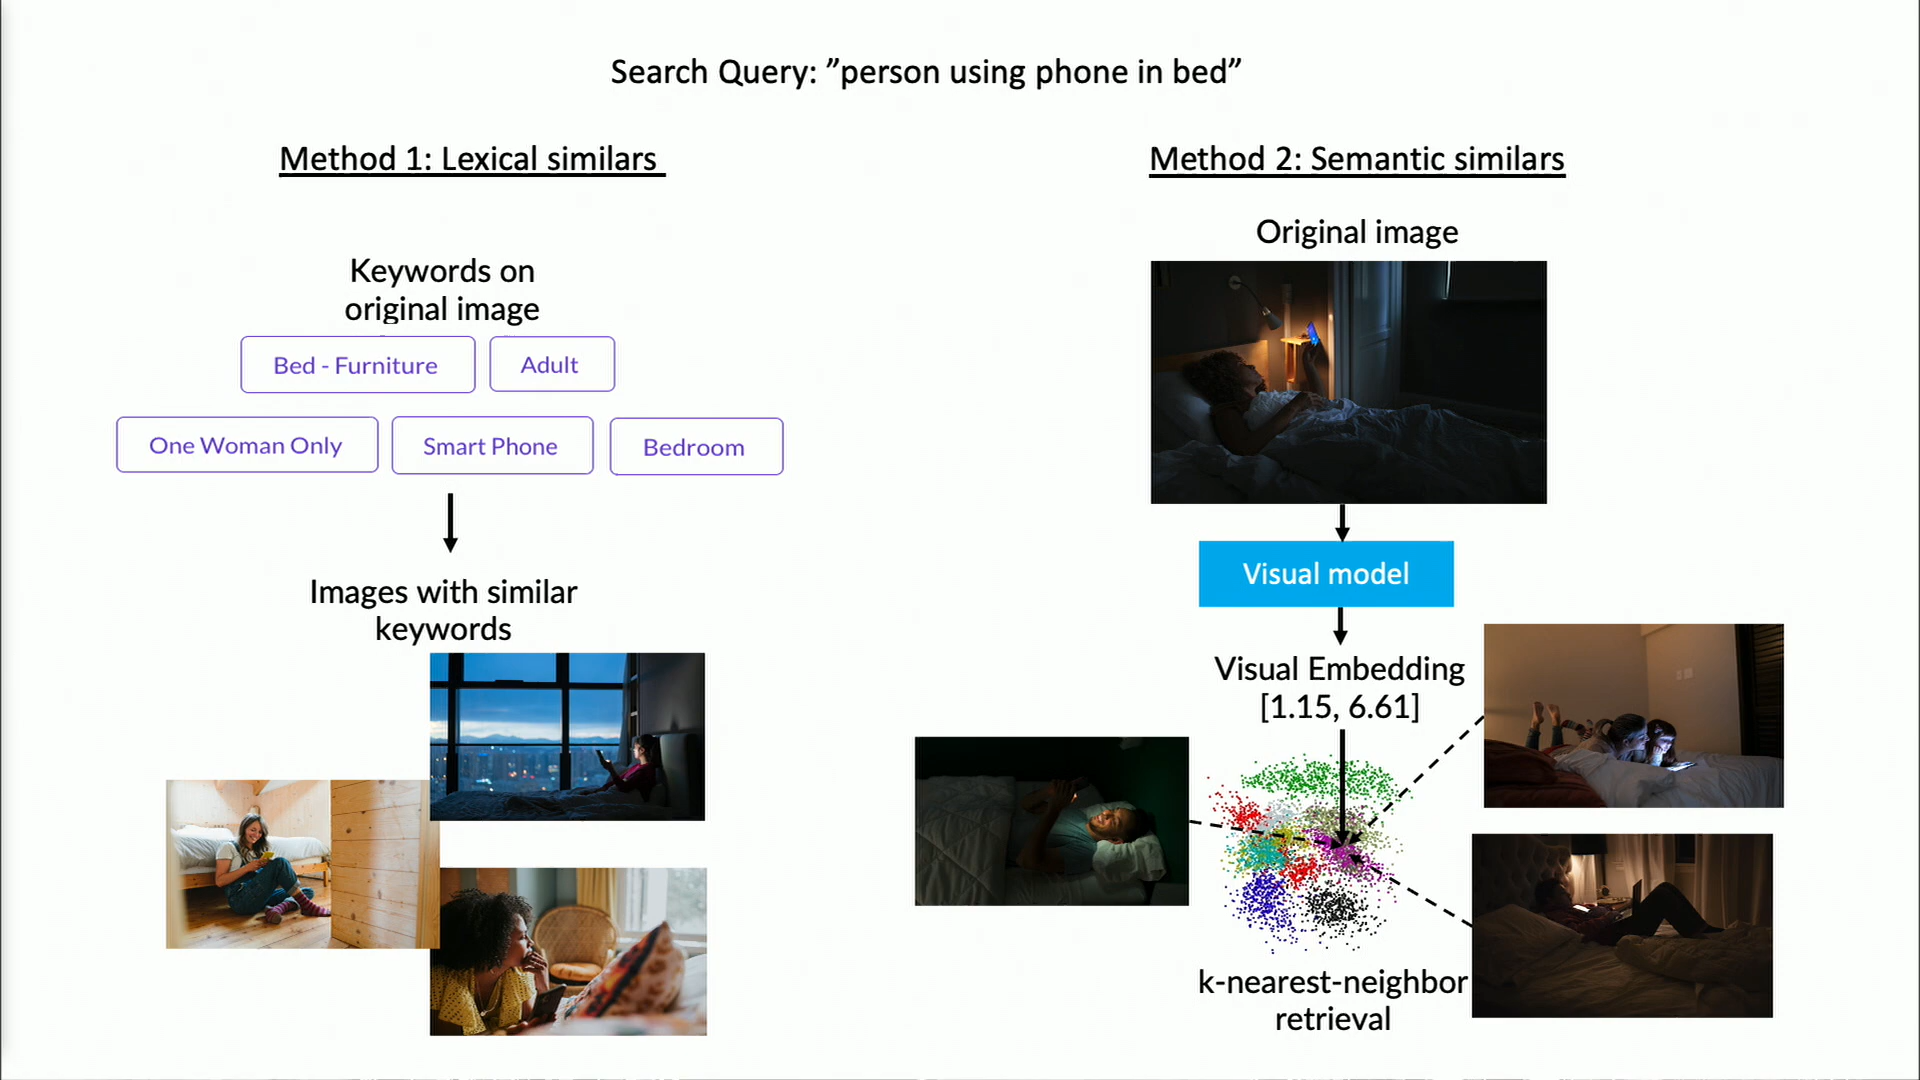 Search Query: ”person using phone in bed”
Method 1: Lexical similars
Keywords on
original image
Bed - Furniture
Adult
One Woman Only
Smart Phone
Bedroom
Images with similar
keywords
Method 2: Semantic similars
Original image
Visual model
Visual Embedding
[1.15, 6.61]
k-nearest-neighbor
retrieval